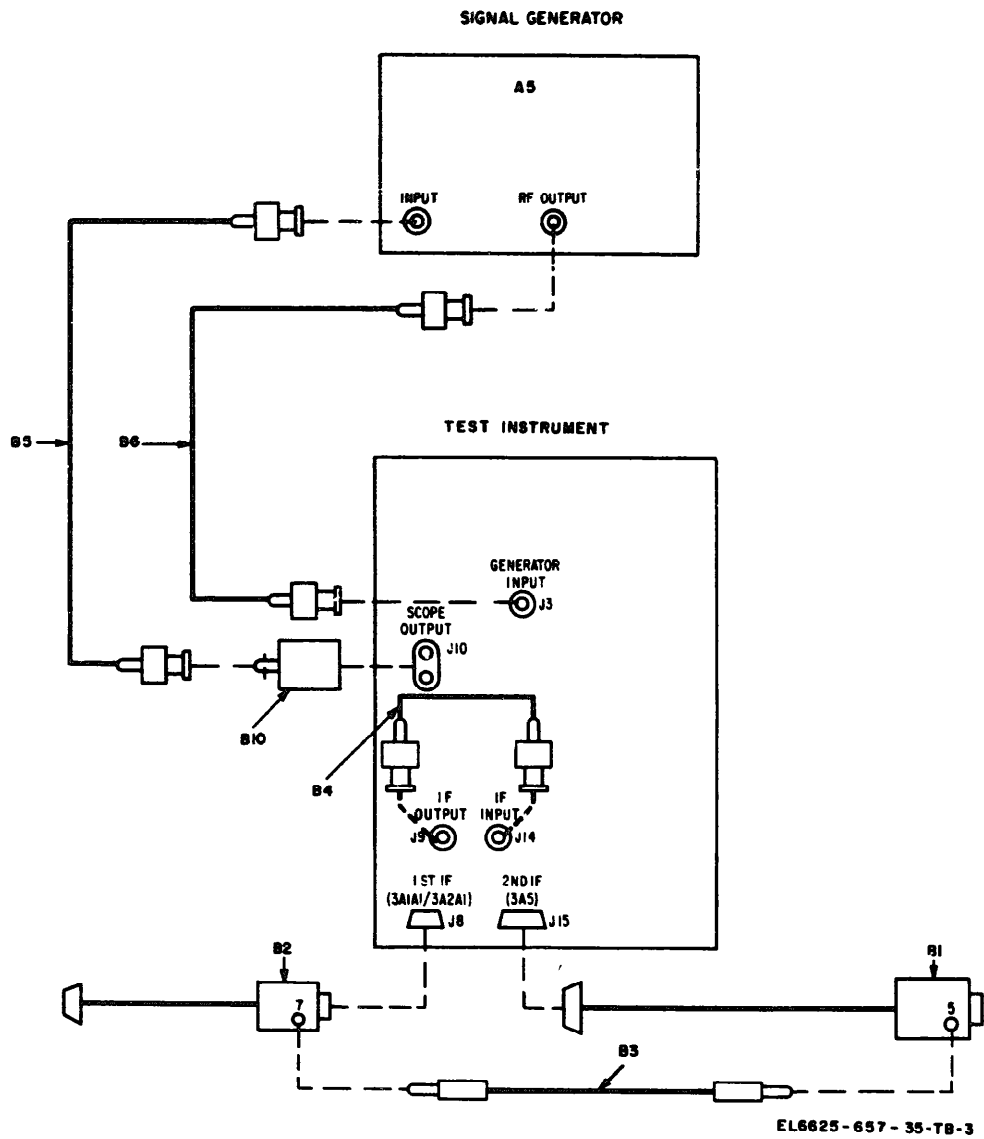 SIGNAL GENERATOR
A5
INPUT
RF OUTPUT
B5
B6
TEST INSTRUMENT
GENERATOR
INPUT
J3
SCOPE
OUTPUT
J10
B10
B4
IF
OUTPUT
J9
IF
INPUT
J14
1ST IF
(3A1A1/3A2A1)
J8
2ND IF
(3A5)
J15
B2
7
B1
5
B3
EL6625-657-35-TB-3